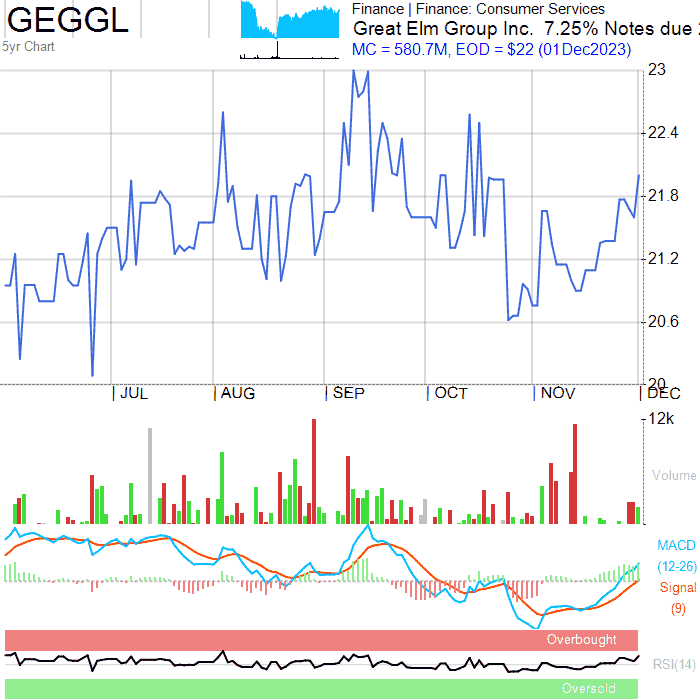 GEGGL
5yr Chart
Finance | Finance: Consumer Services
Great Elm Group Inc.  7.25% Notes due
MC = 580.7M, EOD = $22 (01Dec2023)
23
22.4
21.8
21.2
20.6
20
JUL
AUG
SEP
OCT
NOV
DEC
12k
Volume
MACD
(12-26)
Signal
(9)
Overbought
RSI(14)
Oversold